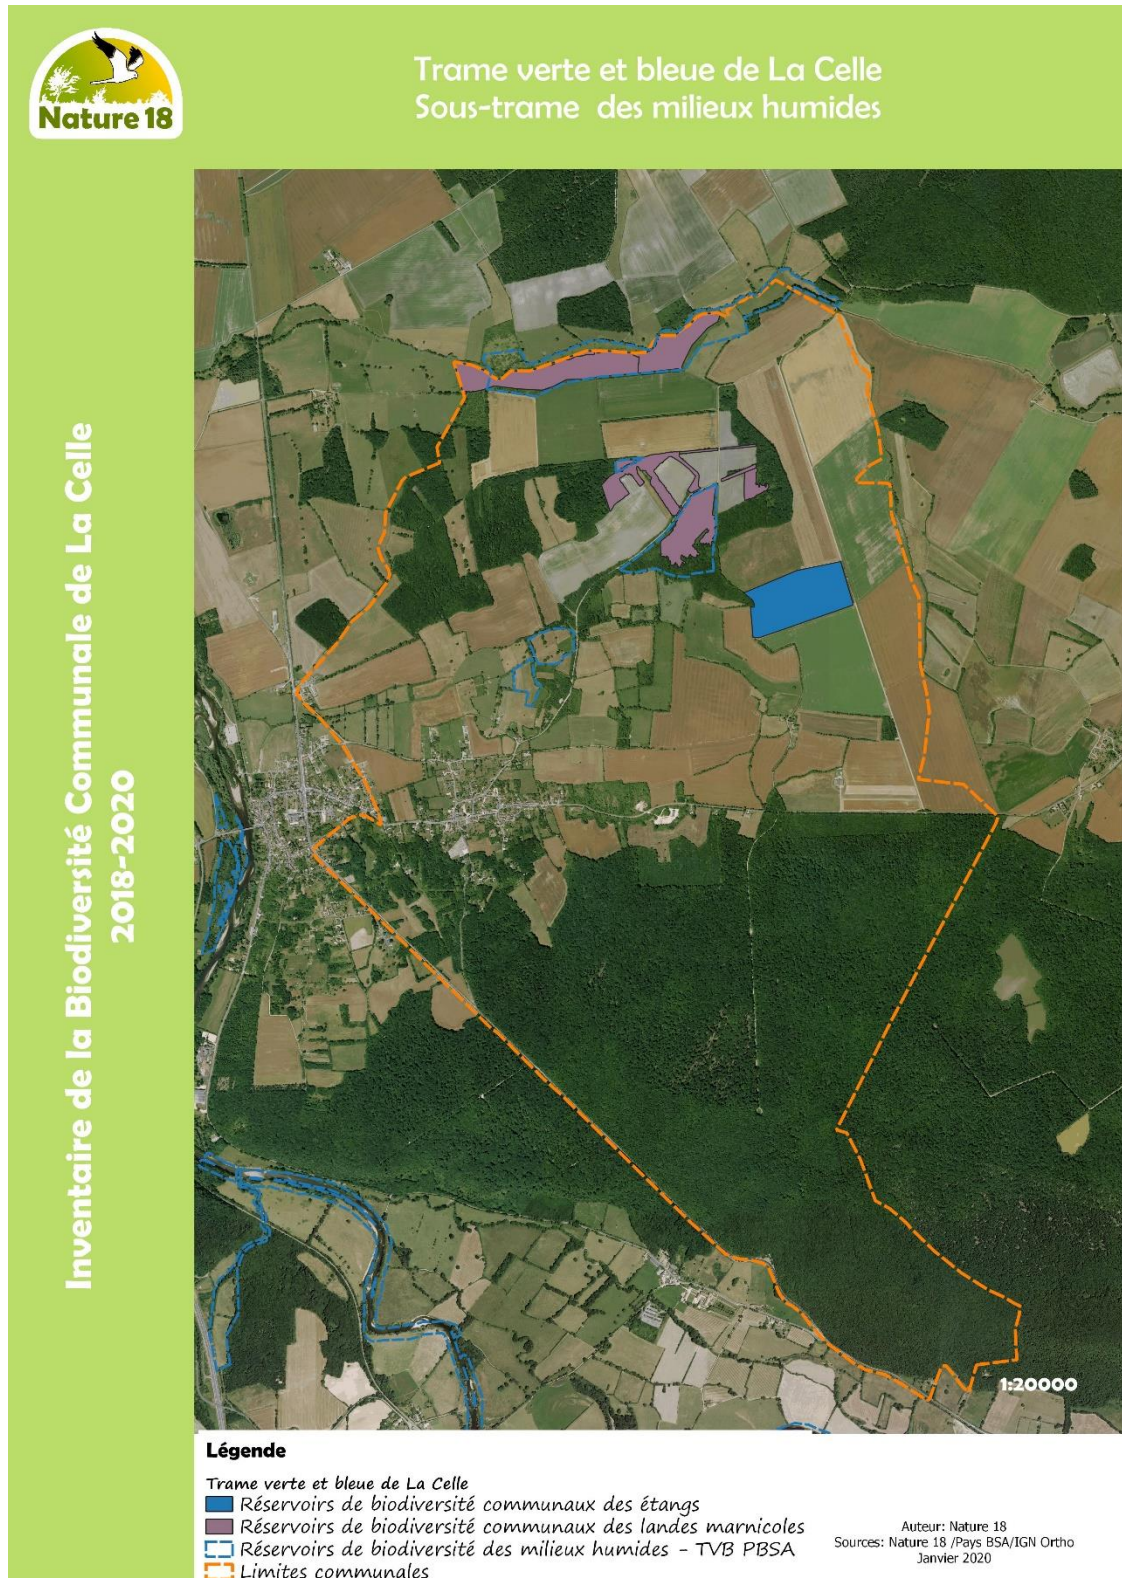 Nature 18
Trame verte et bleue de La Celle
Sous-trame des milieux humides
Inventaire de la Biodiversité Communale de La Celle
2018-2020
1:20000
Légende
Trame verte et bleue de La Celle
Réservoirs de biodiversité communaux des étangs
Réservoirs de biodiversité communaux des landes marnicoles
Réservoirs de biodiversité des milieux humides - TVB PBSA
Limites communales
Auteur: Nature 18
Sources: Nature 18 /Pays BSA/IGN Ortho
Janvier 2020